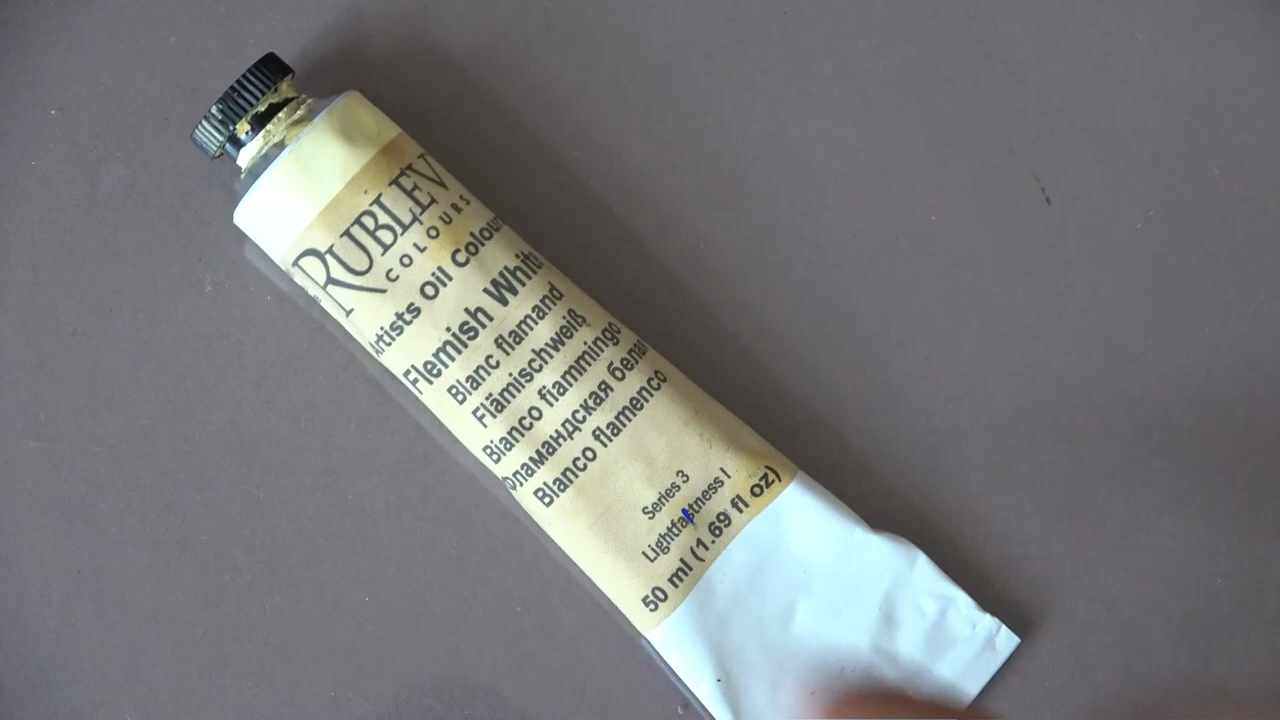 RUBLEV
COLOURS
Artists Oil Colour
Flemish White
Blanc flamand
Flämischweiß
Bianco fiammingo
Фламандская белая
Blanco flamenco
Series 3
Lightfastness I
50 ml (1.69 fl oz)